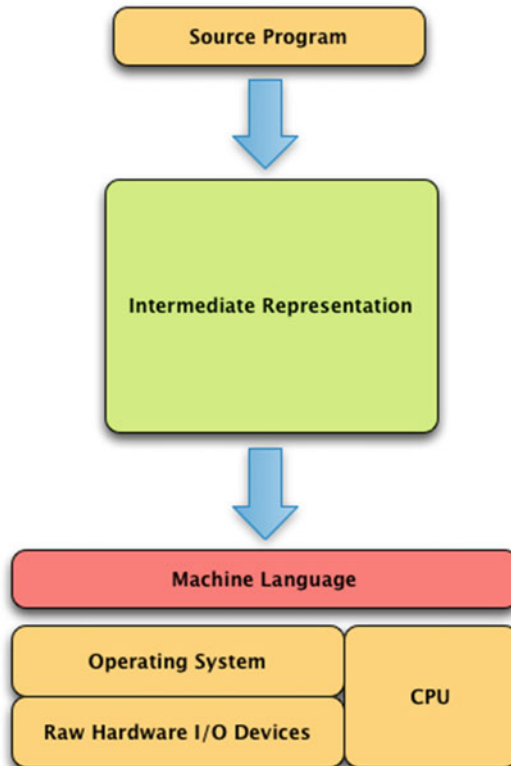 Source Program
Intermediate Representation
Machine Language
Operating System
CPU
Raw Hardware I/O Devices